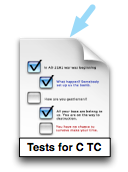 In AD 2101 war was beginning
What happen? Somebody
set up us the bomb.
How are you gentlemen!!
All your base are belong to
us. You are on the way to
destruction.
You have no chance to
survive make your time.
Tests for C TC